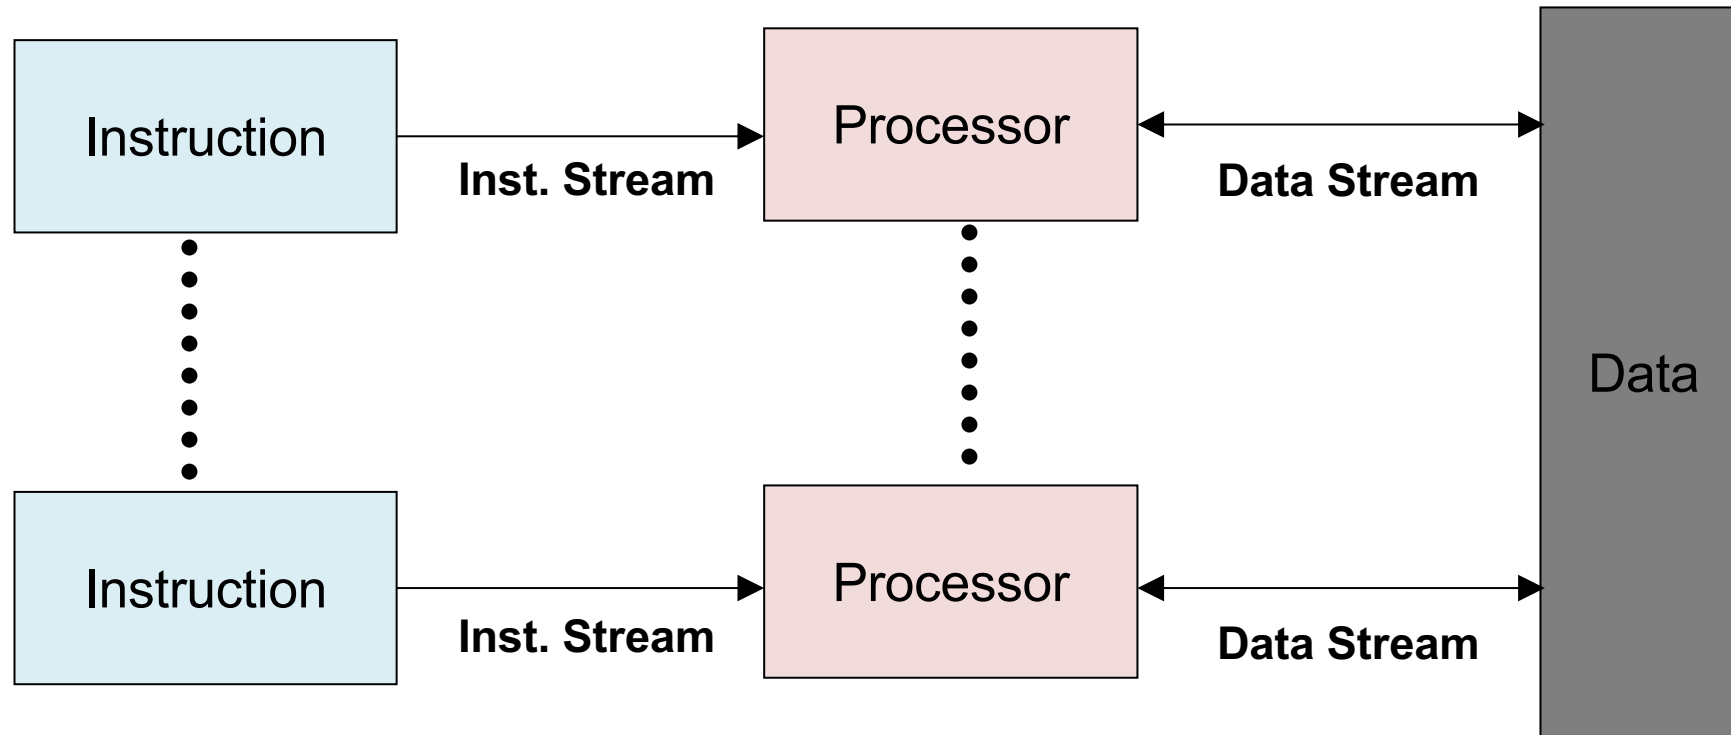 Instruction
Inst. Stream
Processor
Data Stream
Data
Instruction
Inst. Stream
Processor
Data Stream